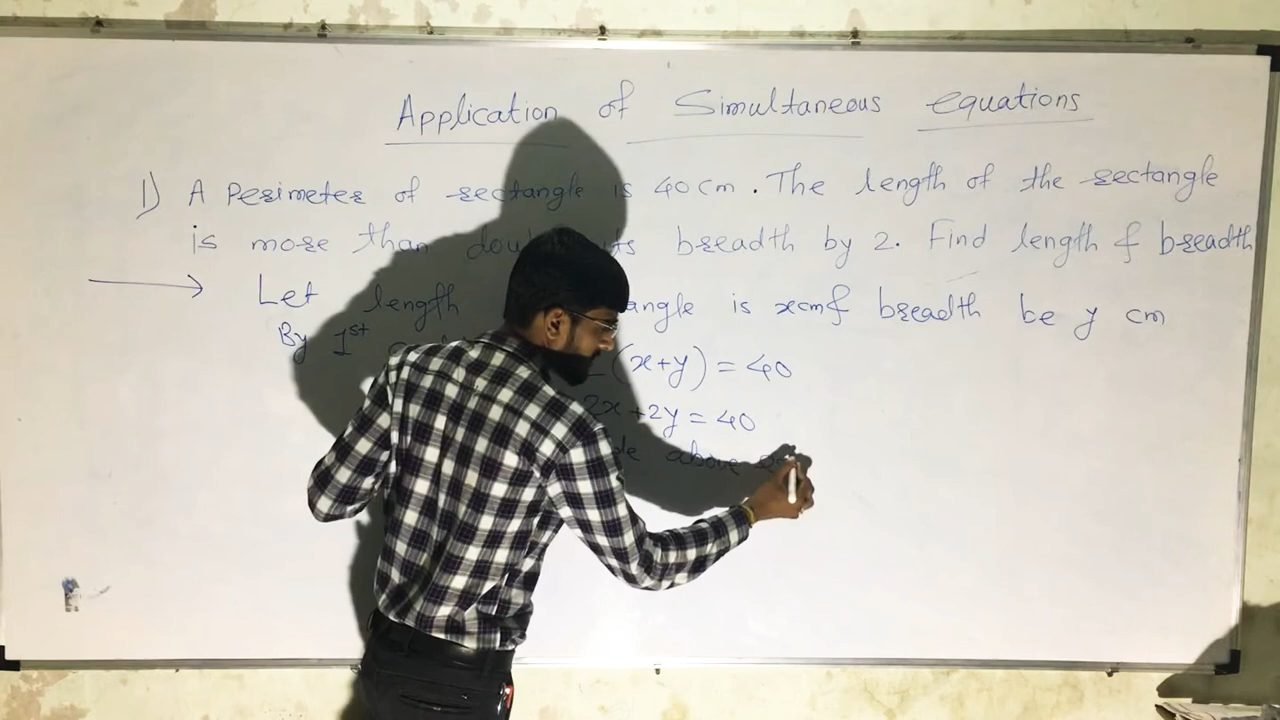 Application of Simultaneous equations
1) A Perimeter of rectangle is 40 cm. The length of the rectangle
is more than its breadth by 2. Find length & breadth
Let length angle is x cm & breadth be y cm
By 1st (x+y) = 40
2x + 2y = 40
above